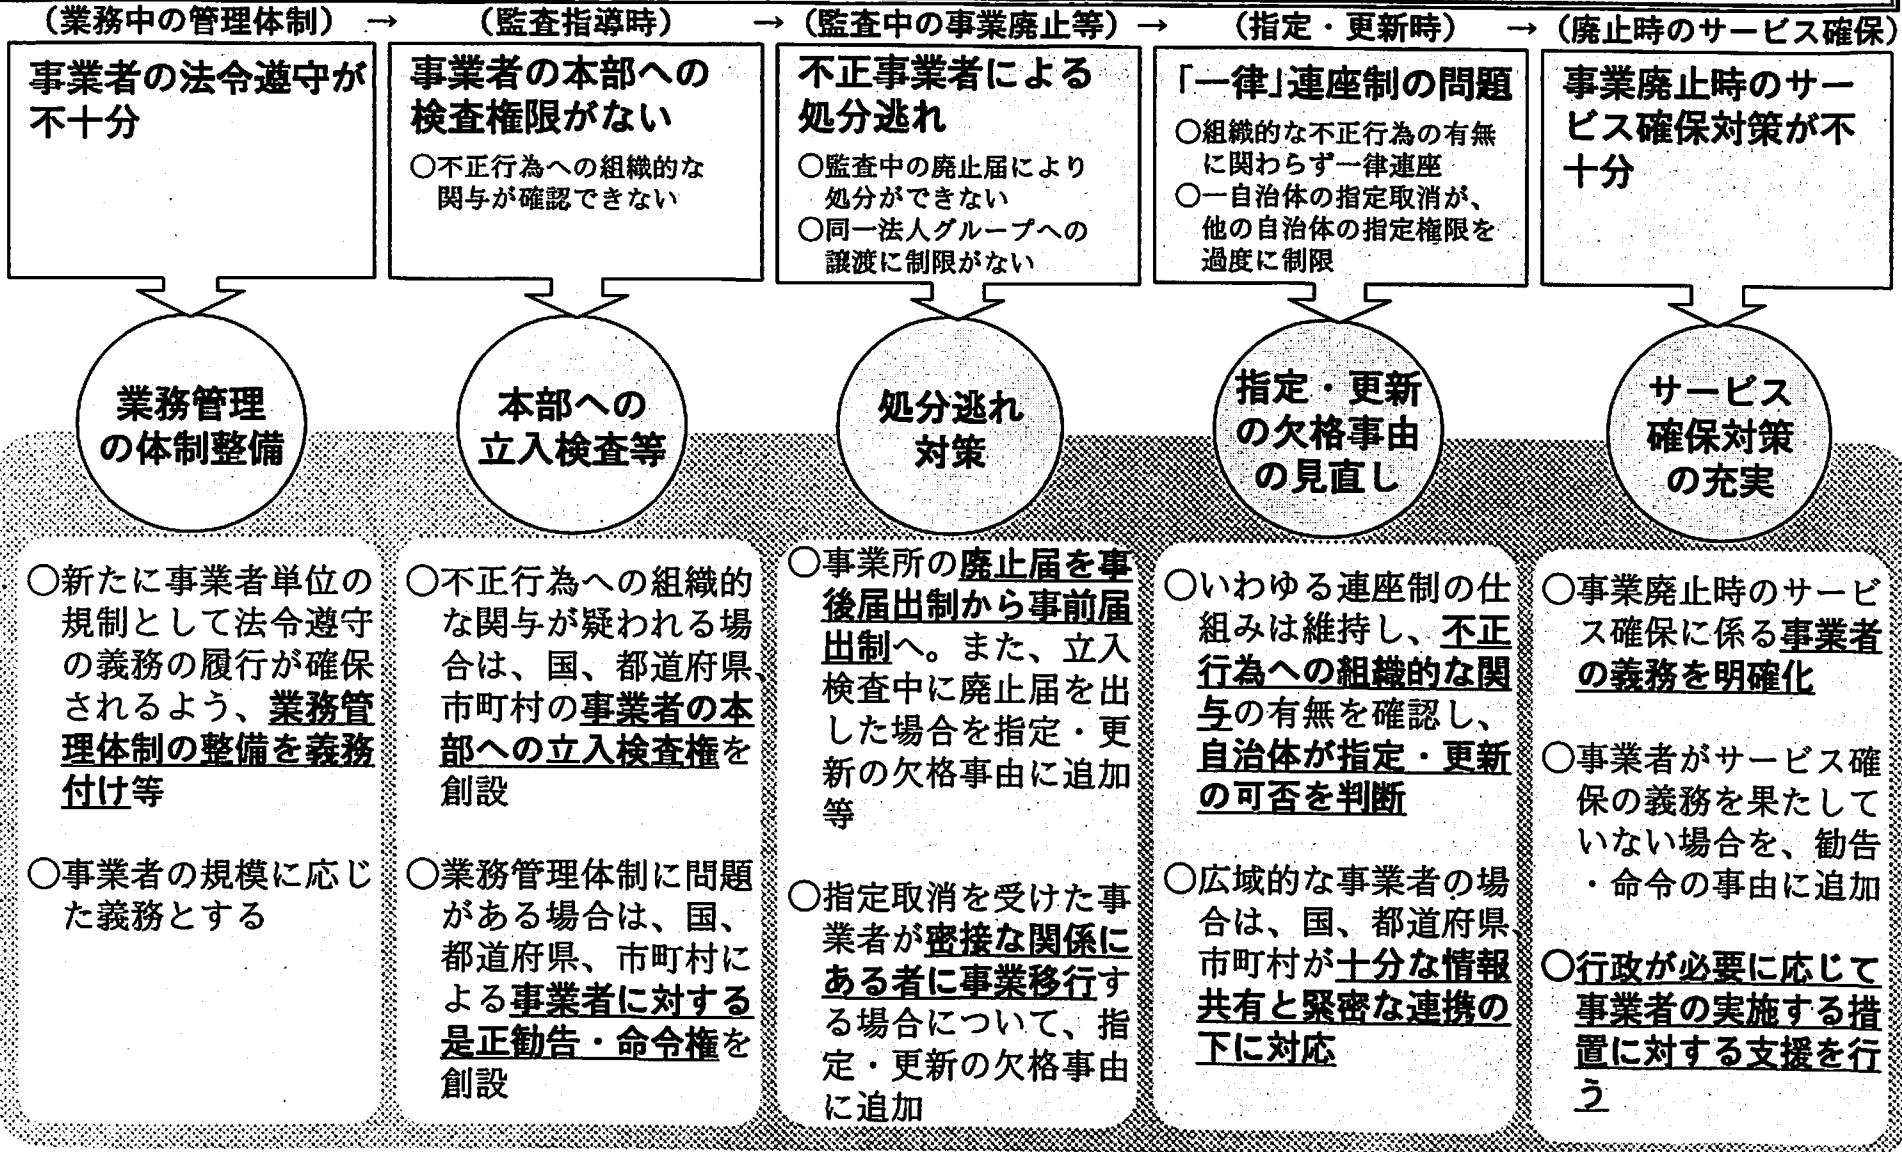 (業務中の管理体制) → (監査指導時) → (監査中の事業廃止等) → (指定・更新時) → (廃止時のサービス確保)
事業者の法令遵守が
不十分
事業者の本部への
検査権限がない
○不正行為への組織的な
関与が確認できない
不正事業者による
処分逃れ
○監査中の廃止届により
処分ができない
○同一法人グループへの
譲渡に制限がない
「一律」連座制の問題
○組織的な不正行為の有無
に関わらず一律連座
○一自治体の指定取消が、
他の自治体の指定権限を
過度に制限
事業廃止時のサー
ビス確保対策が不
十分
業務管理
の体制整備
本部への
立入検査等
処分逃れ
対策
指定・更新
の欠格事由
の見直し
サービス
確保対策
の充実
○新たに事業者単位の
規制として法令遵守
の義務の履行が確保
されるよう、業務管
理体制の整備を義務
付け等
○事業者の規模に応じ
た義務とする
○不正行為への組織的
な関与が疑われる場
合は、国、都道府県、
市町村の事業者の本
部への立入検査権を
創設
○業務管理体制に問題
がある場合は、国、
都道府県、市町村に
よる事業者に対する
是正勧告・命令権を
創設
○事業所の廃止届を事
後届出制から事前届
出制へ。また、立入
検査中に廃止届を出
した場合を指定・更
新の欠格事由に追加
等
○指定取消を受けた事
業者が密接な関係に
ある者に事業移行す
る場合について、指
定・更新の欠格事由
に追加
○いわゆる連座制の仕
組みは維持し、不正
行為への組織的な関
与の有無を確認し、
自治体が指定・更新
の可否を判断
○広域的な事業者の場
合は、国、都道府県、
市町村が十分な情報
共有と緊密な連携の
下に対応
○事業廃止時のサービ
ス確保に係る事業者
の義務を明確化
○事業者がサービス確
保の義務を果たして
いない場合を、勧告
・命令の事由に追加
○行政が必要に応じて
事業者の実施する措
置に対する支援を行
う